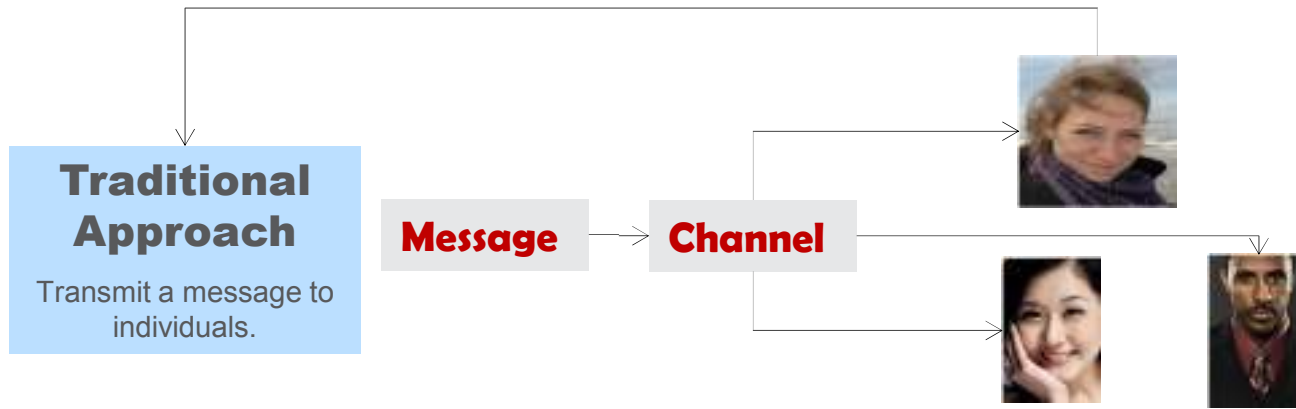 Traditional
Approach
Transmit a message to
individuals.
Message
Channel